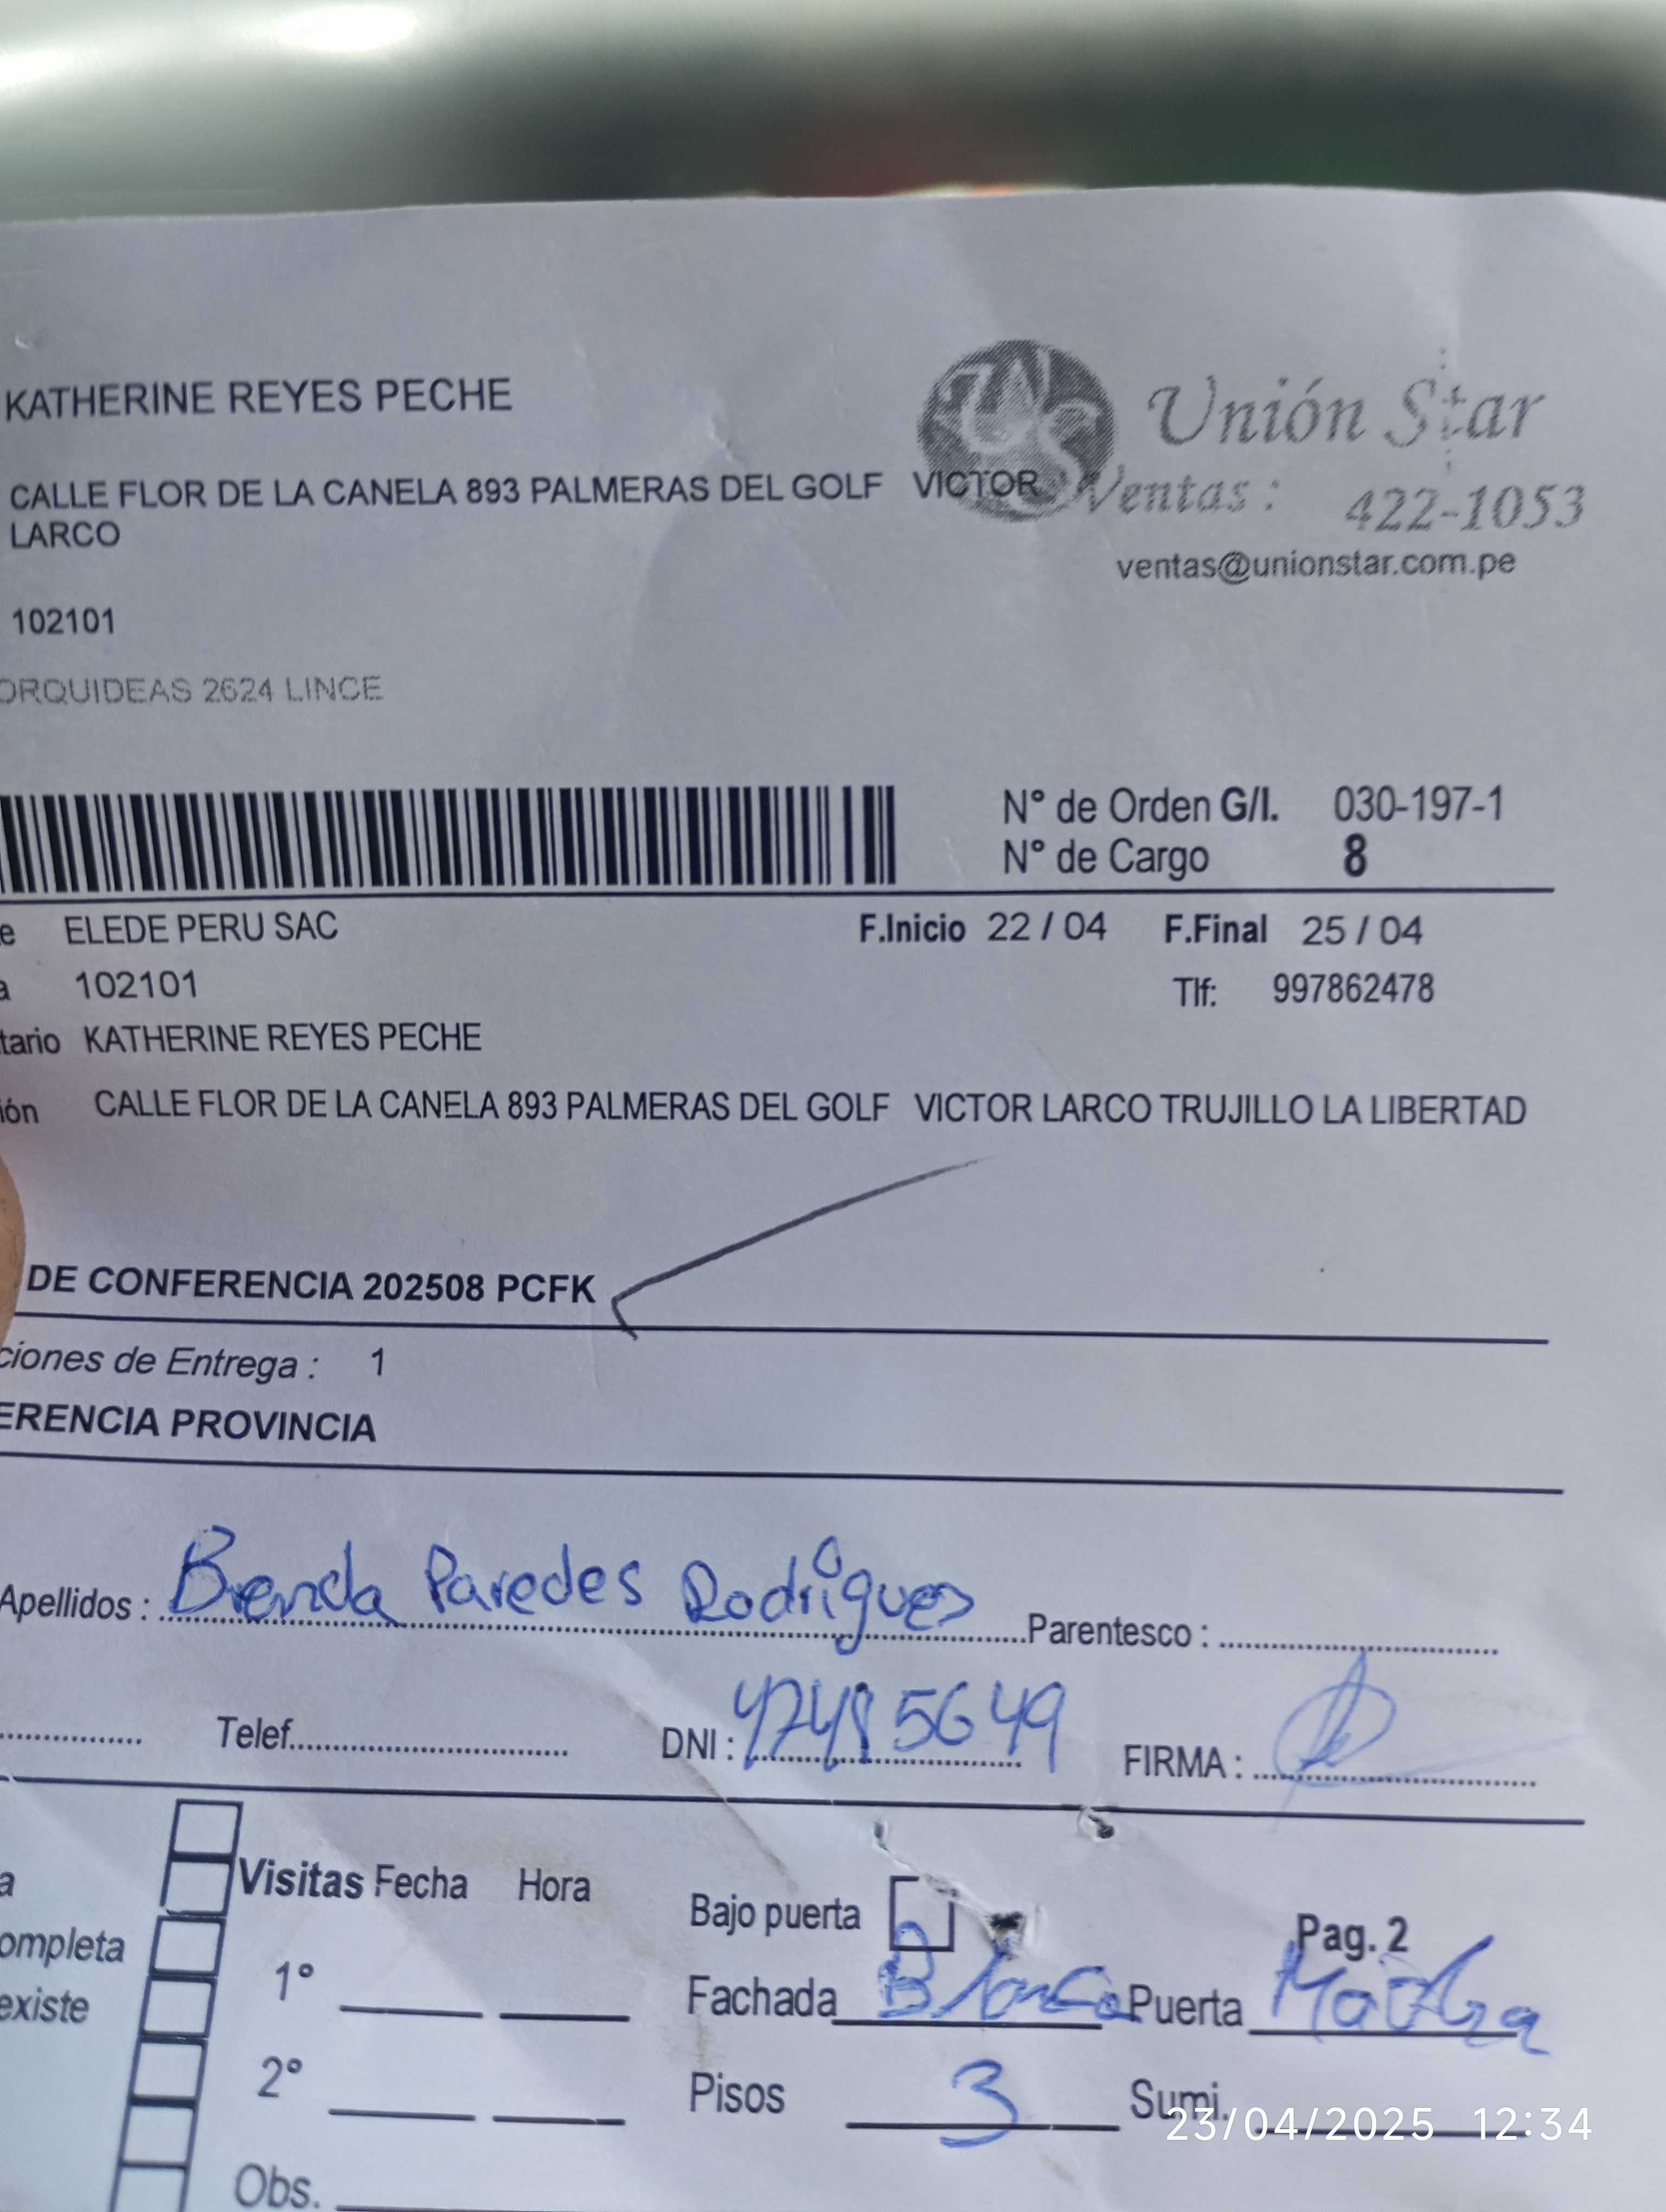 KATHERINE REYES PECHE
Unión Star
CALLE FLOR DE LA CANELA 893 PALMERAS DEL GOLF VICTOR
LARCO
Ventas : 422-1053
ventas@unionstar.com.pe
102101
ORQUIDEAS 2624 LINCE
N° de Orden G/I. 030-197-1
N° de Cargo 8
e ELEDE PERU SAC F.Inicio 22 / 04 F.Final 25 / 04
a 102101 Tlf: 997862478
tario KATHERINE REYES PECHE
ión CALLE FLOR DE LA CANELA 893 PALMERAS DEL GOLF VICTOR LARCO TRUJILLO LA LIBERTAD
DE CONFERENCIA 202508 PCFK
ciones de Entrega : 1
ERENCIA PROVINCIA
Apellidos : Brenda Paredes Rodrigues Parentesco :
Telef. DNI : FIRMA :
a Visitas Fecha Hora Bajo puerta Pag. 2
ompleta 1° Fachada Blanco Puerta
existe
2° Pisos 3 Sumi.
23/04/2025 12:34
Obs.